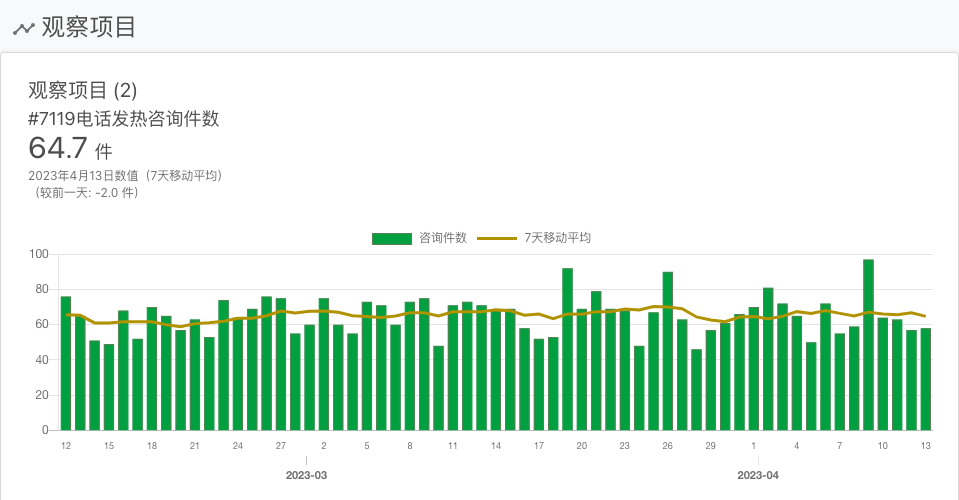 观察项目
观察项目 (2)
#7119电话发热咨询件数
64.7 件
2023年4月13日数值（7天移动平均）
（较前一天: -2.0 件）
咨询件数 7天移动平均
100
80
60
40
20
0
12 15 18 21 24 27 2 5 8 11 14 17 20 23 26 29 1 4 7 10 13
2023-03 2023-04